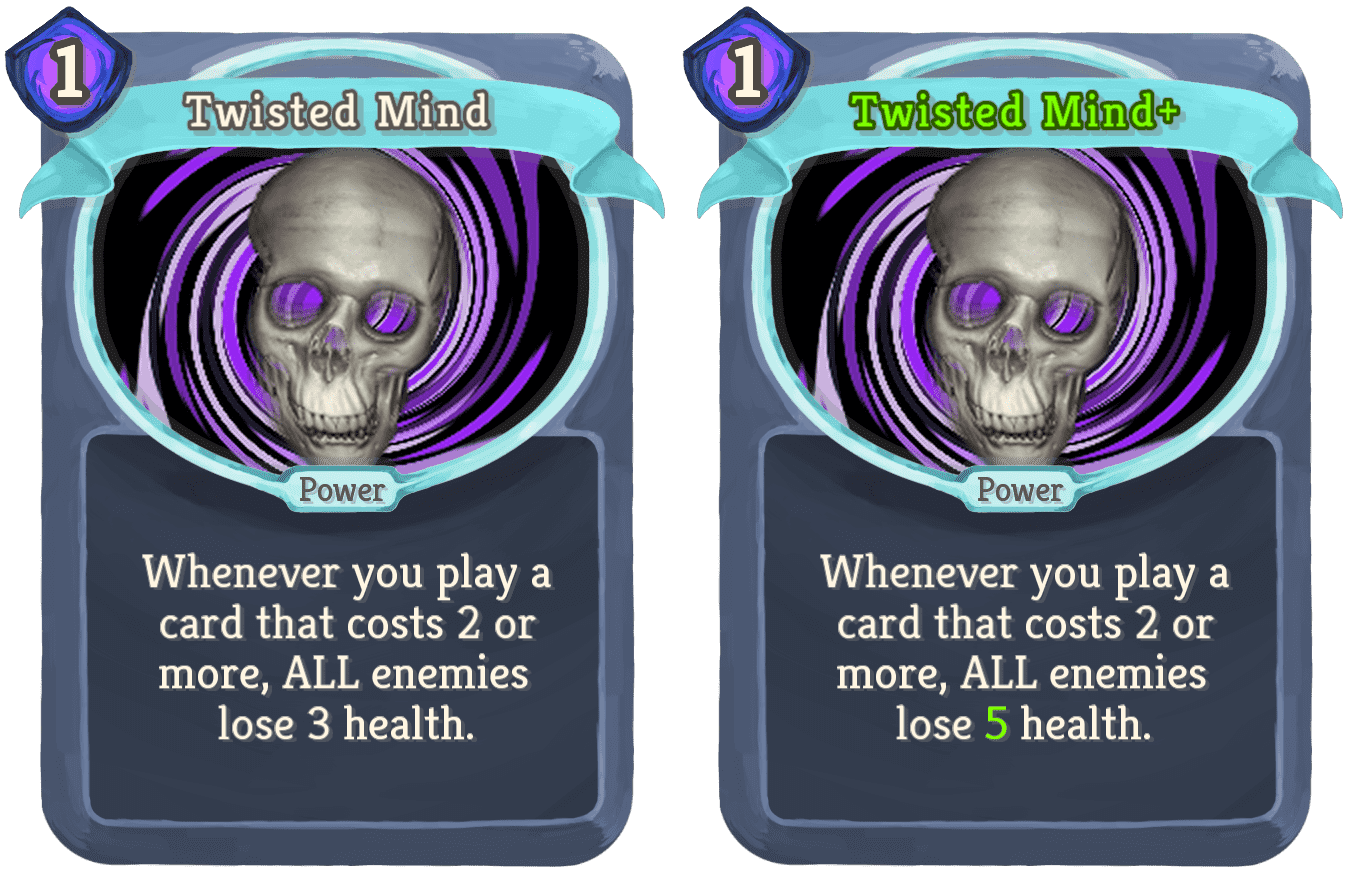 1
Twisted Mind
Power
Whenever you play a
card that costs 2 or
more, ALL enemies
lose 3 health.
1
Twisted Mind+
Power
Whenever you play a
card that costs 2 or
more, ALL enemies
lose 5 health.